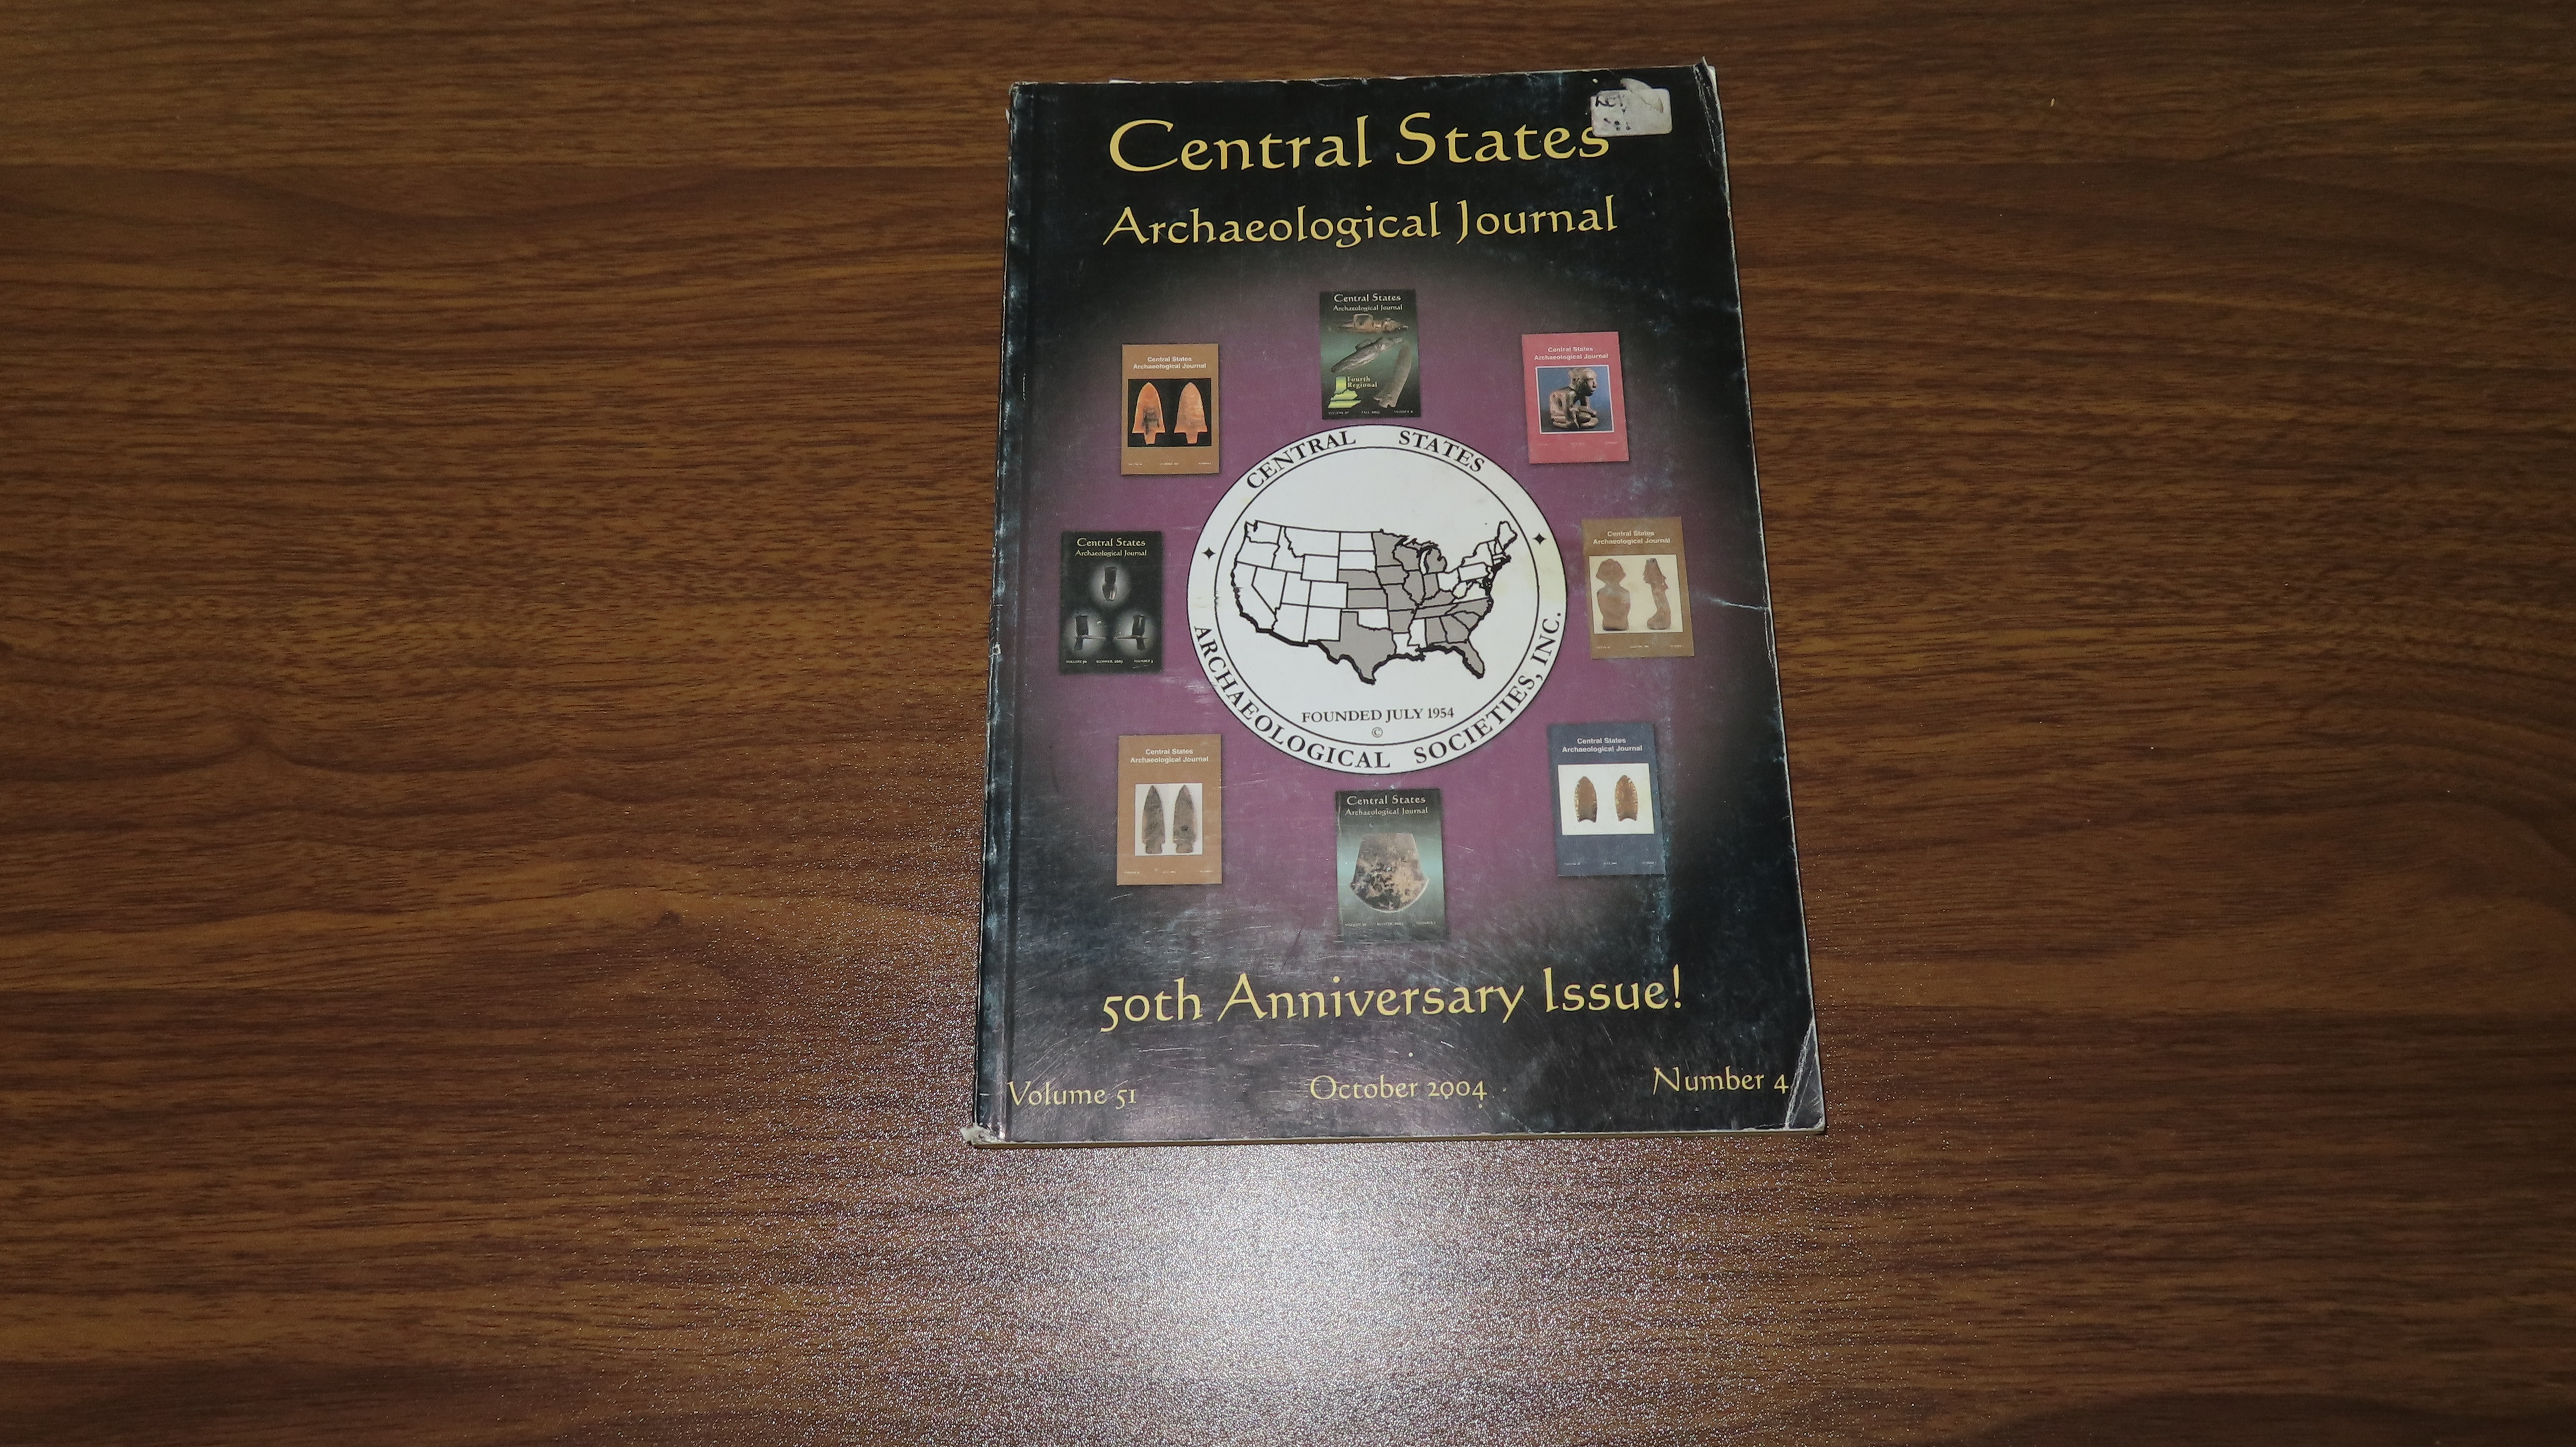 Central States
Archaeological Journal
Central States
Archaeological Journal
Fourth
Regional
Central States
Archaeological Journal
Central States
Archaeological Journal
CENTRAL STATES
ARCHAEOLOGICAL SOCIETIES, INC.
FOUNDED JULY 1954
©
Central States
Archaeological Journal
Central States
Archaeological Journal
Central States
Archaeological Journal
Central States
Archaeological Journal
Central States
Archaeological Journal
50th Anniversary Issue!
Volume 51 October 2004 Number 4